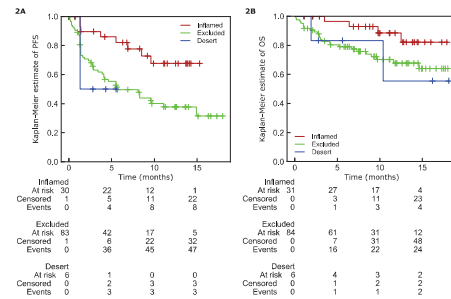 2A
Kaplan-Meier estimate of PFS
1.0
0.8
0.6
0.4
0.2
0.0
Inflamed
Excluded
Desert
0 5 10 15
Time (months)
Inflamed
At risk 30 22 12 1
Censored 1 5 11 22
Events 0 4 8 8
Excluded
At risk 83 42 17 5
Censored 1 6 22 32
Events 0 36 45 47
Desert
At risk 6 1 0 0
Censored 0 2 3 3
Events 0 3 3 3
2B
Kaplan-Meier estimate of OS
1.0
0.8
0.6
0.4
0.2
0.0
Inflamed
Excluded
Desert
0 5 10 15
Time (months)
Inflamed
At risk 31 27 17 4
Censored 0 3 11 23
Events 0 1 3 4
Excluded
At risk 84 61 31 12
Censored 0 7 31 48
Events 0 16 22 24
Desert
At risk 6 4 3 2
Censored 0 1 2 2
Events 0 1 1 2